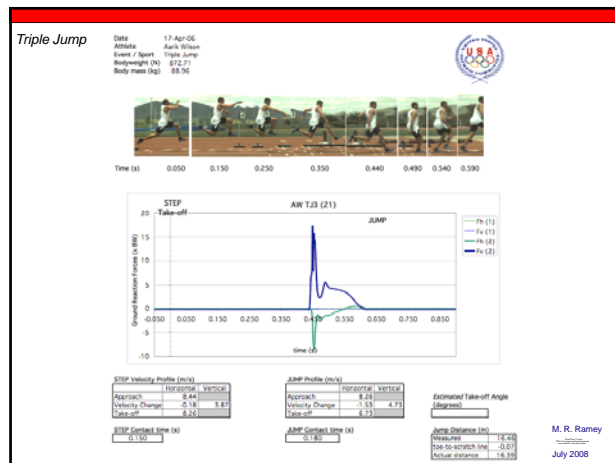 Triple Jump
Date 17-Apr-06
Athlete Aarik Wilson
Event / Sport Triple Jump
Bodyweight (N) 872.71
Body mass (kg) 88.96
USA
Time (s) 0.050 0.150 0.250 0.350 0.440 0.490 0.540 0.590
STEP
Take-off
AW TJ3 (21)
JUMP
Ground Reaction Forces (x BW)
20
15
10
5
0
-5
-10
-0.050 0.050 0.150 0.250 0.350 0.450 0.550 0.650 0.750 0.850
time (s)
Fh (1)
Fv (1)
Fh (2)
Fv (2)
STEP Velocity Profile (m/s)
Horizontal Vertical
Approach 8.44
Velocity Change -0.18 3.87
Take-off 8.26
STEP Contact time (s)
0.150
JUMP Profile (m/s)
Horizontal Vertical
Approach 8.26
Velocity Change -1.53 4.73
Take-off 6.73
JUMP Contact time (s)
0.180
Estimated Take-off Angle
(degrees)
Jump Distance (m)
Measured 16.46
toe-to-scratch line -0.07
Actual distance 16.39
M. R. Ramey
July 2008